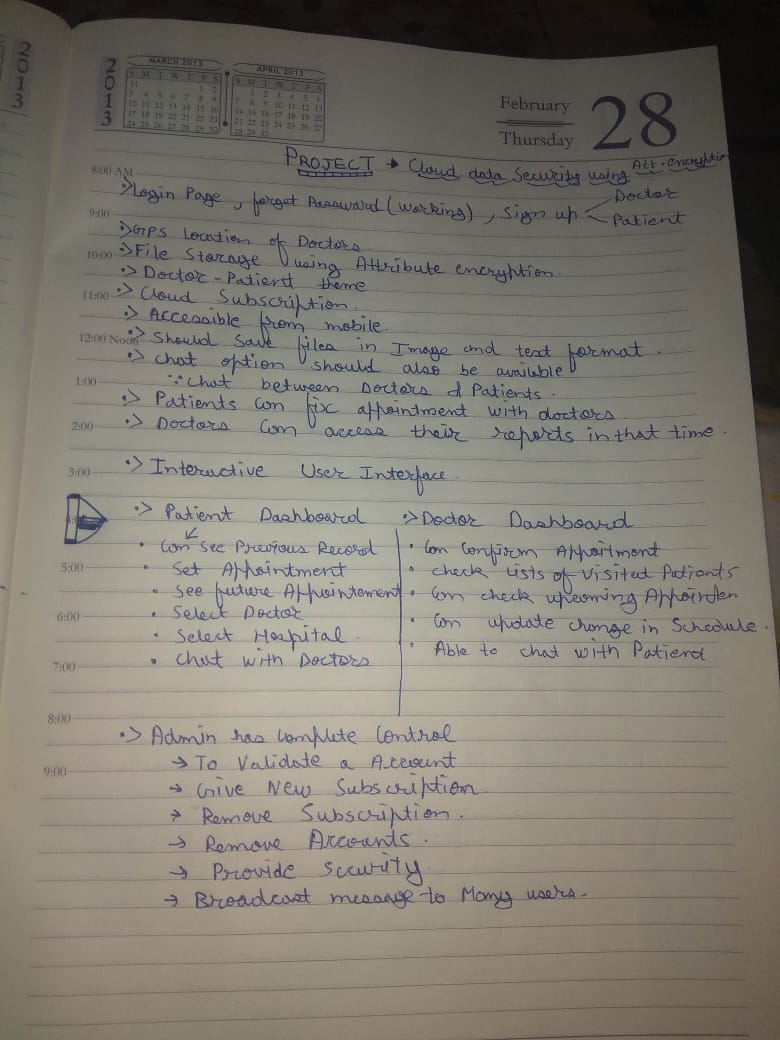 2013
2013
MARCH 2013
S M T W T F S
31 1 2
3 4 5 6 7 8 9
10 11 12 13 14 15 16
17 18 19 20 21 22 23
24 25 26 27 28 29 30
APRIL 2013
S M T W T F S
1 2 3 4 5 6
7 8 9 10 11 12 13
14 15 16 17 18 19 20
21 22 23 24 25 26 27
28 29 30
February
Thursday
28
PROJECT → Cloud data Security using Att-encryption
8:00 AM
Login Page, forget Password (working), Sign up Doctor
Patient
9:00
GPS Location of Doctors.
10:00 File Storage using Attribute encryption.
Doctor-Patient theme
11:00 Cloud Subscription.
Accessible from mobile.
12:00 Noon Should Save files in Image and text format.
Chat option should also be available
∵ chat between Doctors & Patients.
1:00
Patients can fix appointment with doctors.
2:00 Doctors can access their reports in that time.
3:00 Interactive User Interface.
Patient Dashboard
Can See Previous Record
5:00 Set Appointment
See future Appointement
6:00 Select Doctor
Select Hospital.
7:00 Chat with Doctors
Doctor Dashboard
Can Confirm Appoitment
check Lists of Visited Patients
Can check upcoming Appointen
Can update change in Schedule.
Able to chat with Patient
8:00
Admin has complete Control
9:00 → To Validate a Account
→ Give New Subscription.
→ Remove Subscription.
→ Remove Accounts.
→ Provide Security.
→ Broadcast message to Many users.